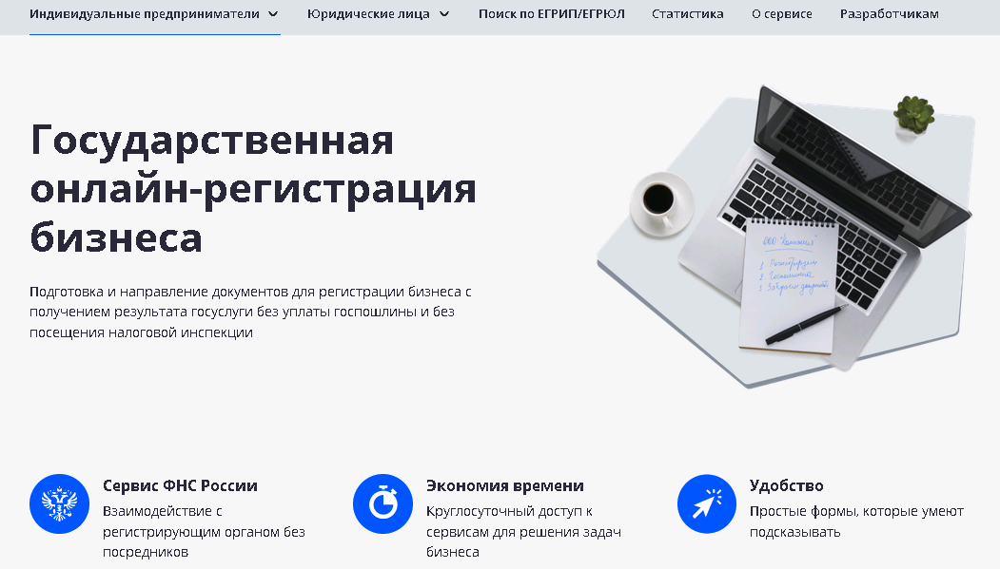 Индивидуальные предприниматели
Юридические лица
Поиск по ЕГРИП/ЕГРЮЛ
Статистика
О сервисе
Разработчикам
Государственная
онлайн-регистрация
бизнеса
Подготовка и направление документов для регистрации бизнеса с
получением результата госуслуги без уплаты госпошлины и без
посещения налоговой инспекции
ООО "Компания"
1.
2. Госпошлина
3. Забираем
Сервис ФНС России
Взаимодействие с
регистрирующим органом без
посредников
Экономия времени
Круглосуточный доступ к
сервисам для решения задач
бизнеса
Удобство
Простые формы, которые умеют
подсказывать